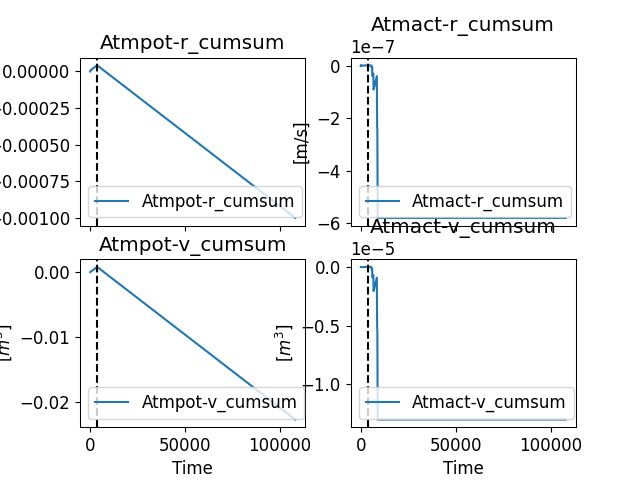 Atmpot-r_cumsum
0.00000
−0.00025
−0.00050
−0.00075
−0.00100
Atmpot-r_cumsum
Atmact-r_cumsum
1e−7
[m/s]
0
−2
−4
−6
Atmact-r_cumsum
Atmpot-v_cumsum
[m³]
0.00
−0.01
−0.02
Atmpot-v_cumsum
0
50000
100000
Time
Atmact-v_cumsum
1e−5
[m³]
0.0
−0.5
−1.0
Atmact-v_cumsum
0
50000
100000
Time